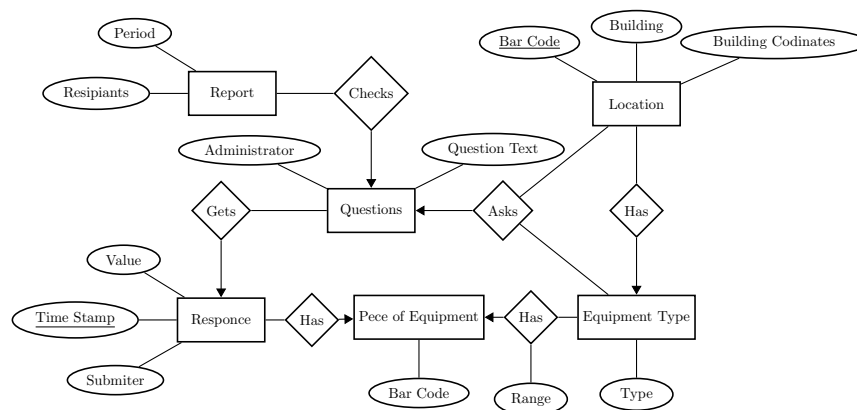 Period
Building
Bar Code
Building Codinates
Resipiants
Report
Checks
Location
Administrator
Question Text
Gets
Questions
Asks
Has
Value
Time Stamp
Responce
Has
Pece of Equipment
Has
Equipment Type
Submiter
Bar Code
Range
Type